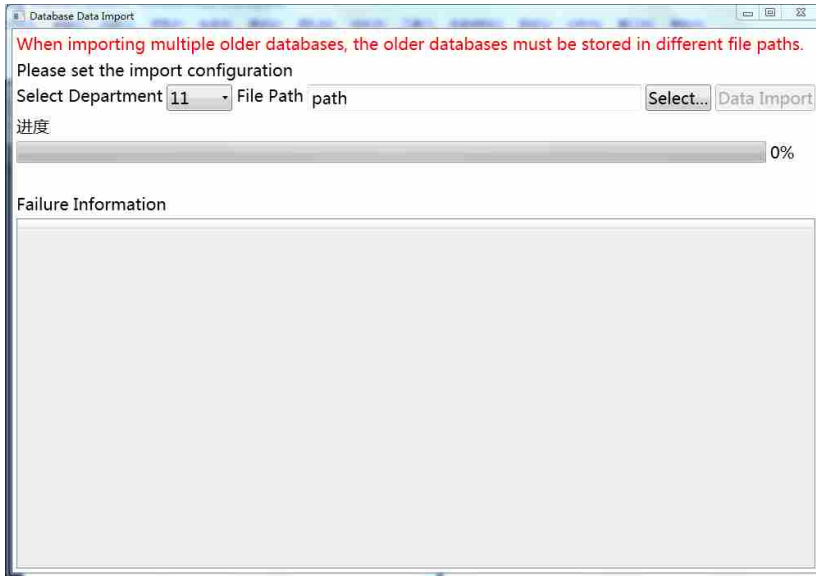 Database Data Import
When importing multiple older databases, the older databases must be stored in different file paths.
Please set the import configuration
Select Department 11 File Path path Select... Data Import
进度
0%
Failure Information